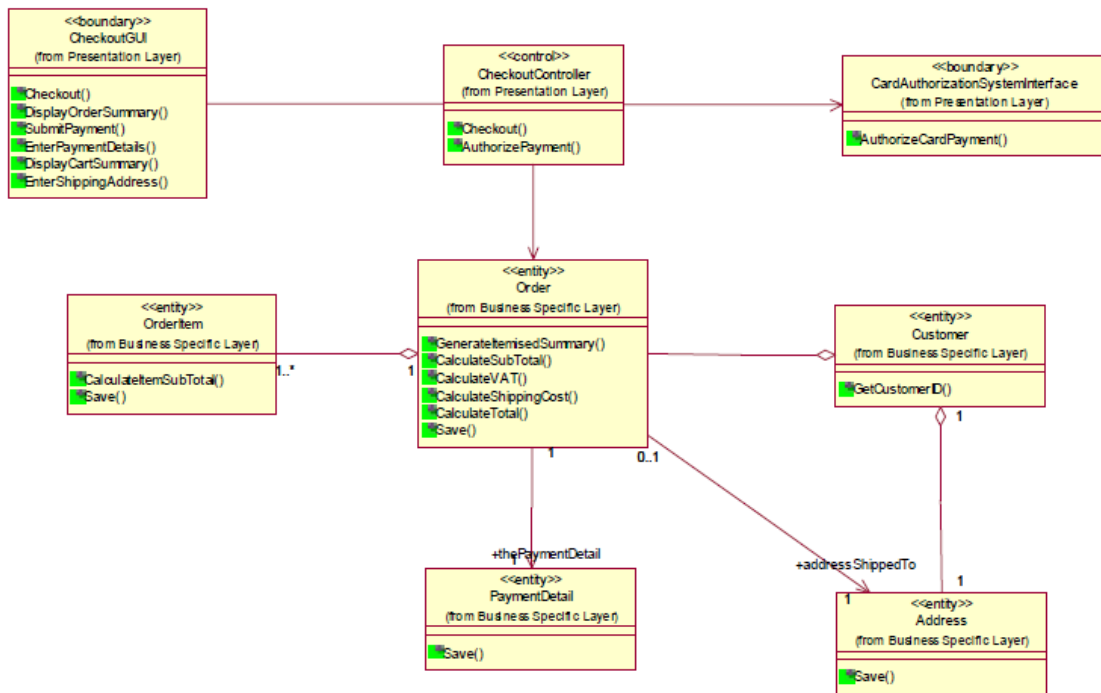 <<boundary>>
CheckoutGUI
(from Presentation Layer)
Checkout()
DisplayOrderSummary()
SubmitPayment()
EnterPaymentDetails()
DisplayCartSummary()
EnterShippingAddress()
<<control>>
CheckoutController
(from Presentation Layer)
Checkout()
AuthorizePayment()
<<boundary>>
CardAuthorizationSystemInterface
(from Presentation Layer)
AuthorizeCardPayment()
<<entity>>
OrderItem
(from Business Specific Layer)
CalculateItemSubTotal()
Save()
1..*
1
<<entity>>
Order
(from Business Specific Layer)
GenerateItemisedSummary()
CalculateSubTotal()
CalculateVAT()
CalculateShippingCost()
CalculateTotal()
Save()
1
0..1
<<entity>>
Customer
(from Business Specific Layer)
GetCustomerID()
1
+thePaymentDetail
1
<<entity>>
PaymentDetail
(from Business Specific Layer)
Save()
+addressShippedTo
1
1
<<entity>>
Address
(from Business Specific Layer)
Save()